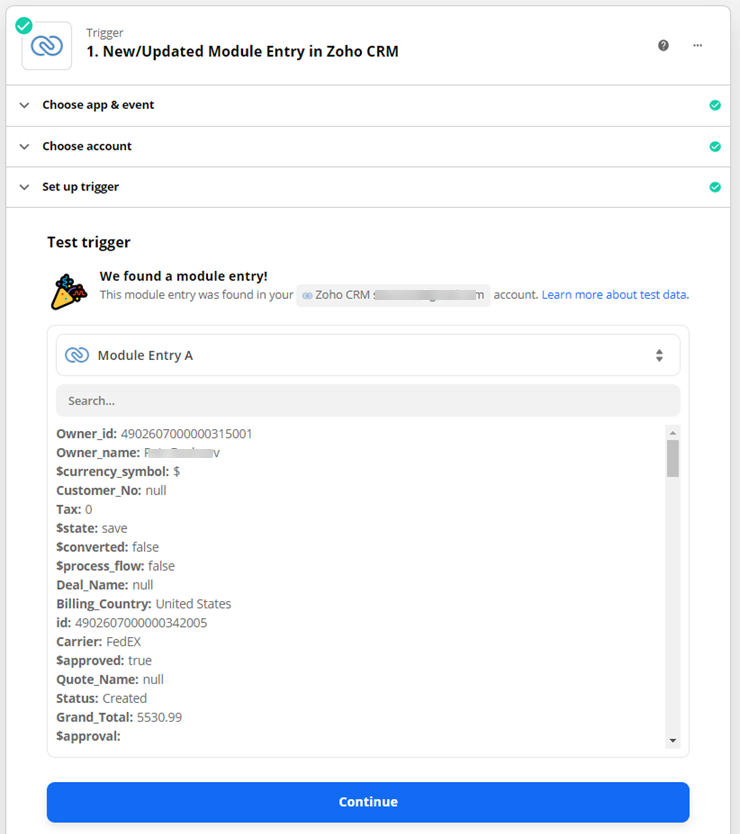 Trigger
1. New/Updated Module Entry in Zoho CRM
Choose app & event
Choose account
Set up trigger
Test trigger
We found a module entry!
This module entry was found in your Zoho CRM account. Learn more about test data.
Module Entry A
Search...
Owner_id: 4902607000000315001
Owner_name:
$currency_symbol: $
Customer_No: null
Tax: 0
$state: save
$converted: false
$process_flow: false
Deal_Name: null
Billing_Country: United States
id: 4902607000000342005
Carrier: FedEX
$approved: true
Quote_Name: null
Status: Created
Grand_Total: 5530.99
$approval:
Continue